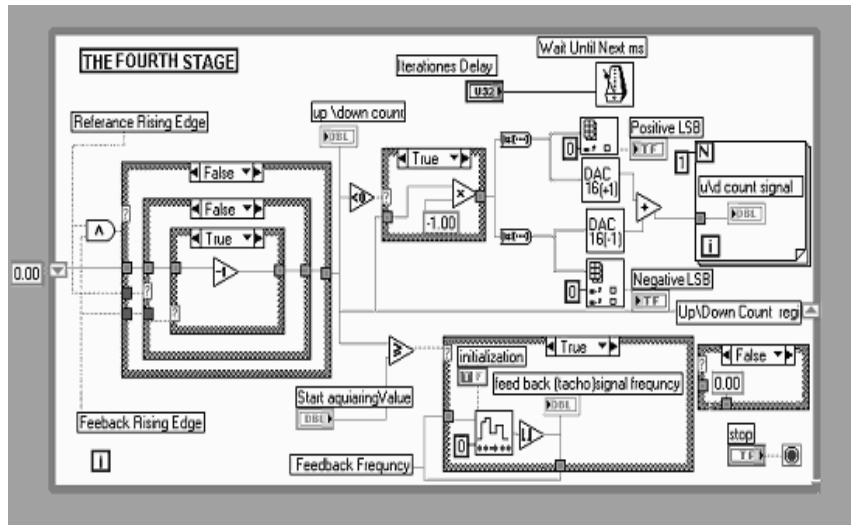 THE FOURTH STAGE
Wait Until Next ms
Iterationes Delay
U32
up \down count
DBL
Referance Rising Edge
False
False
True
-1
0.00
<0
True
x
-1.00
0
Positive LSB
TF
DAC
16(+1)
DAC
16(-1)
+
1
N
u\d count signal
DBL
i
0
Negative LSB
TF
Up\Down Count regi
≥
Start aquiaringValue
DBL
True
initialization
TF
feed back (tacho)signal frequncy
DBL
0
False
0.00
stop
TF
Feeback Rising Edge
Feedback Frequncy
i